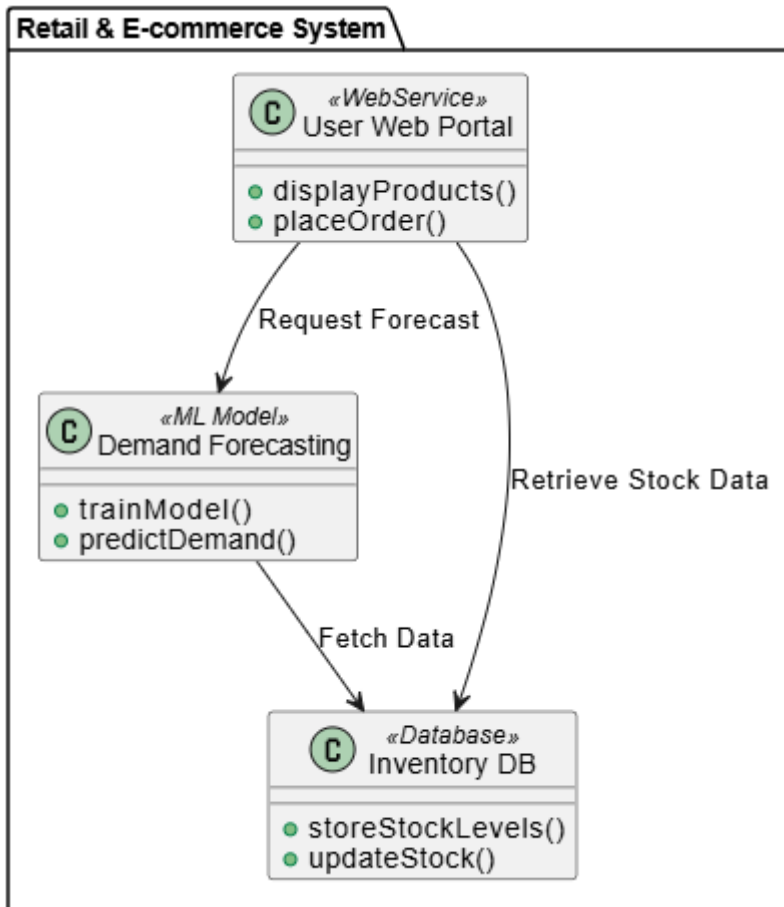 Retail & E-commerce System
«WebService»
C
User Web Portal
displayProducts()
placeOrder()
Request Forecast
«ML Model»
C
Demand Forecasting
trainModel()
predictDemand()
Retrieve Stock Data
Fetch Data
«Database»
C
Inventory DB
storeStockLevels()
updateStock()